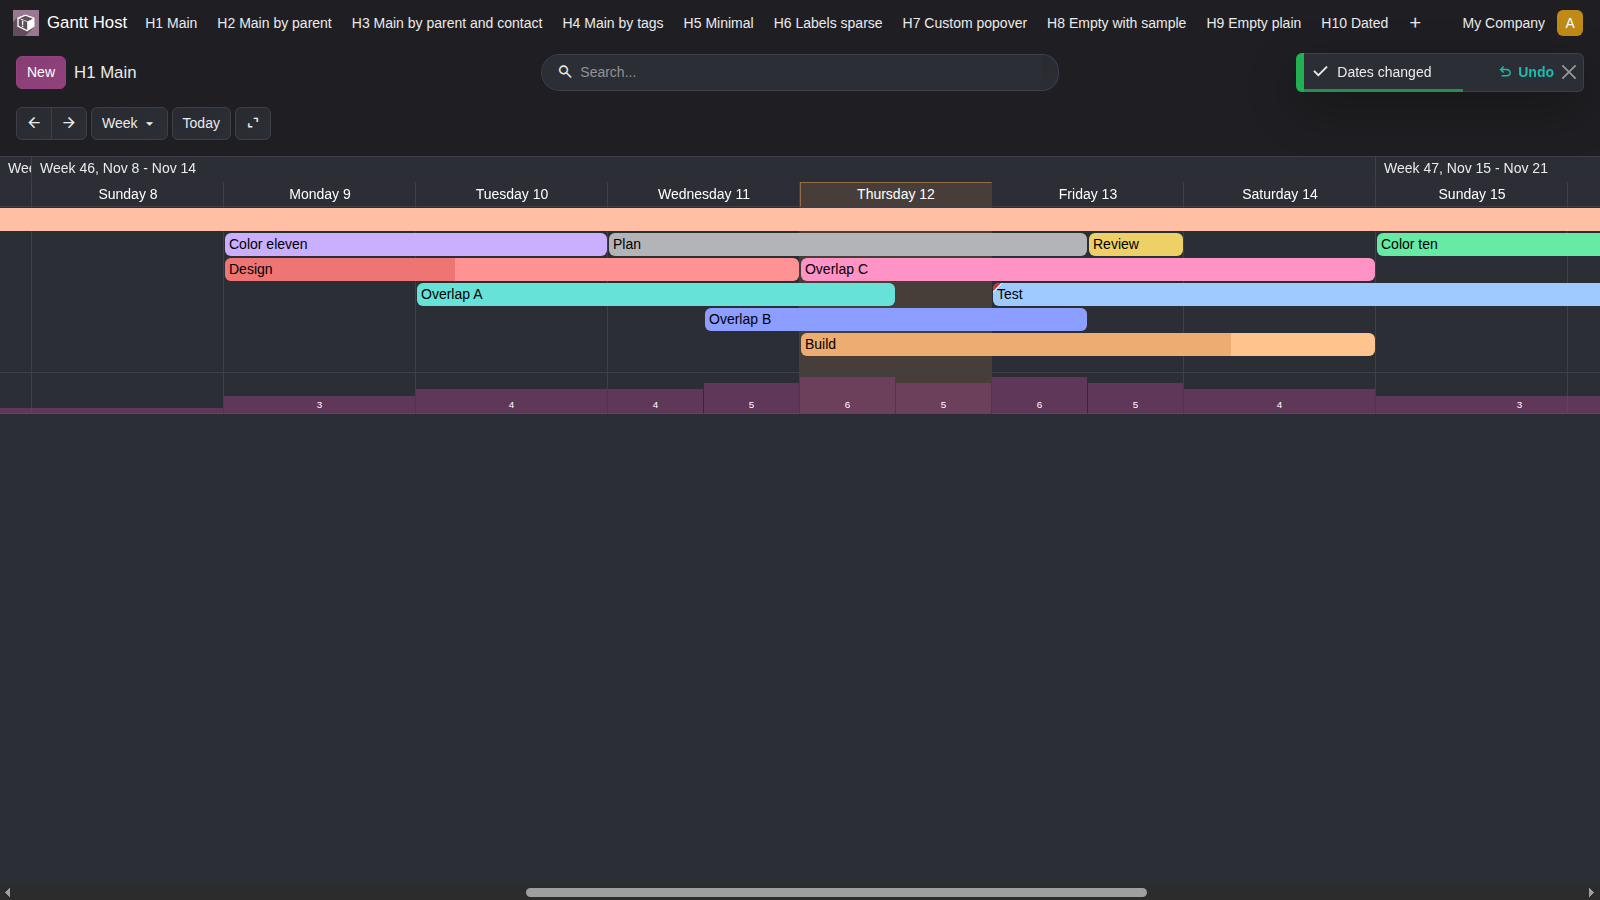 Gantt Host H1 Main H2 Main by parent H3 Main by parent and contact H4 Main by tags H5 Minimal H6 Labels sparse H7 Custom popover H8 Empty with sample H9 Empty plain H10 Dated + My Company A
New H1 Main Search... Dates changed Undo
Week Today
Week 46, Nov 8 - Nov 14 Week 47, Nov 15 - Nov 21
Sunday 8 Monday 9 Tuesday 10 Wednesday 11 Thursday 12 Friday 13 Saturday 14 Sunday 15
Color eleven Plan Review Color ten
Design Overlap C
Overlap A Test
Overlap B
Build
3 4 4 5 6 5 6 5 4 3